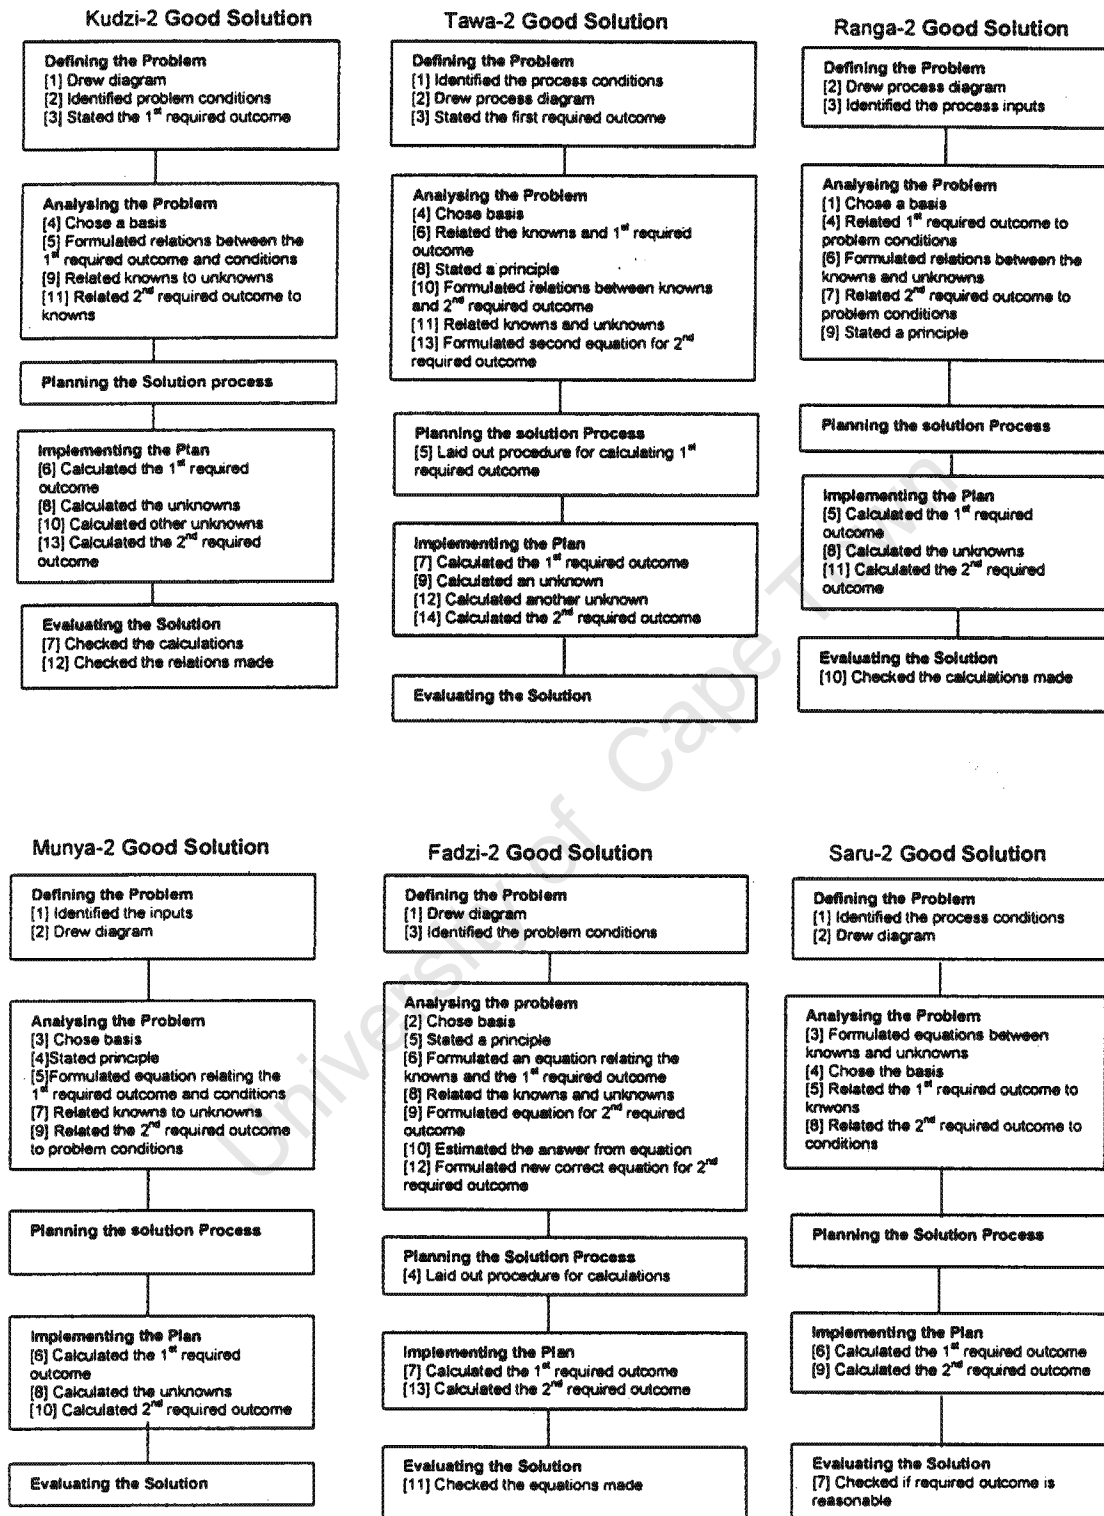 Kudzi-2 Good Solution
Defining the Problem
[1] Drew diagram
[2] Identified problem conditions
[3] Stated the 1st required outcome
Analysing the Problem
[4] Chose a basis
[5] Formulated relations between the
1st required outcome and conditions
[9] Related knowns to unknowns
[11] Related 2nd required outcome to
knowns
Planning the Solution process
Implementing the Plan
[6] Calculated the 1st required
outcome
[8] Calculated the unknowns
[10] Calculated other unknowns
[13] Calculated the 2nd required
outcome
Evaluating the Solution
[7] Checked the calculations
[12] Checked the relations made
Tawa-2 Good Solution
Defining the Problem
[1] Identified the process conditions
[2] Drew process diagram
[3] Stated the first required outcome
Analysing the Problem
[4] Chose basis
[6] Related the knowns and 1st required
outcome
[8] Stated a principle
[10] Formulated relations between knowns
and 2nd required outcome
[11] Related knowns and unknowns
[13] Formulated second equation for 2nd
required outcome
Planning the solution Process
[5] Laid out procedure for calculating 1st
required outcome
Implementing the Plan
[7] Calculated the 1st required outcome
[9] Calculated an unknown
[12] Calculated another unknown
[14] Calculated the 2nd required outcome
Evaluating the Solution
Ranga-2 Good Solution
Defining the Problem
[2] Drew process diagram
[3] Identified the process inputs
Analysing the Problem
[1] Chose a basis
[4] Related 1st required outcome to
problem conditions
[6] Formulated relations between the
knowns and unknowns
[7] Related 2nd required outcome to
problem conditions
[9] Stated a principle
Planning the solution Process
Implementing the Plan
[5] Calculated the 1st required
outcome
[8] Calculated the unknowns
[11] Calculated the 2nd required
outcome
Evaluating the Solution
[10] Checked the calculations made
Munya-2 Good Solution
Defining the Problem
[1] Identified the inputs
[2] Drew diagram
Analysing the Problem
[3] Chose basis
[4]Stated principle
[5]Formulated equation relating the
1st required outcome and conditions
[7] Related knowns to unknowns
[9] Related the 2nd required outcome
to problem conditions
Planning the solution Process
Implementing the Plan
[6] Calculated the 1st required
outcome
[8] Calculated the unknowns
[10] Calculated 2nd required outcome
Evaluating the Solution
Fadzi-2 Good Solution
Defining the Problem
[1] Drew diagram
[3] Identified the problem conditions
Analysing the problem
[2] Chose basis
[5] Stated a principle
[6] Formulated an equation relating the
knowns and the 1st required outcome
[8] Related the knowns and unknowns
[9] Formulated equation for 2nd required
outcome
[10] Estimated the answer from equation
[12] Formulated new correct equation for 2nd
required outcome
Planning the Solution Process
[4] Laid out procedure for calculations
Implementing the Plan
[7] Calculated the 1st required outcome
[13] Calculated the 2nd required outcome
Evaluating the Solution
[11] Checked the equations made
Saru-2 Good Solution
Defining the Problem
[1] Identified the process conditions
[2] Drew diagram
Analysing the Problem
[3] Formulated equations between
knowns and unknowns
[4] Chose the basis
[5] Related the 1st required outcome to
knwons
[8] Related the 2nd required outcome to
conditions
Planning the Solution Process
Implementing the Plan
[6] Calculated the 1st required outcome
[9] Calculated the 2nd required outcome
Evaluating the Solution
[7] Checked if required outcome is
reasonable
University of Cape Town